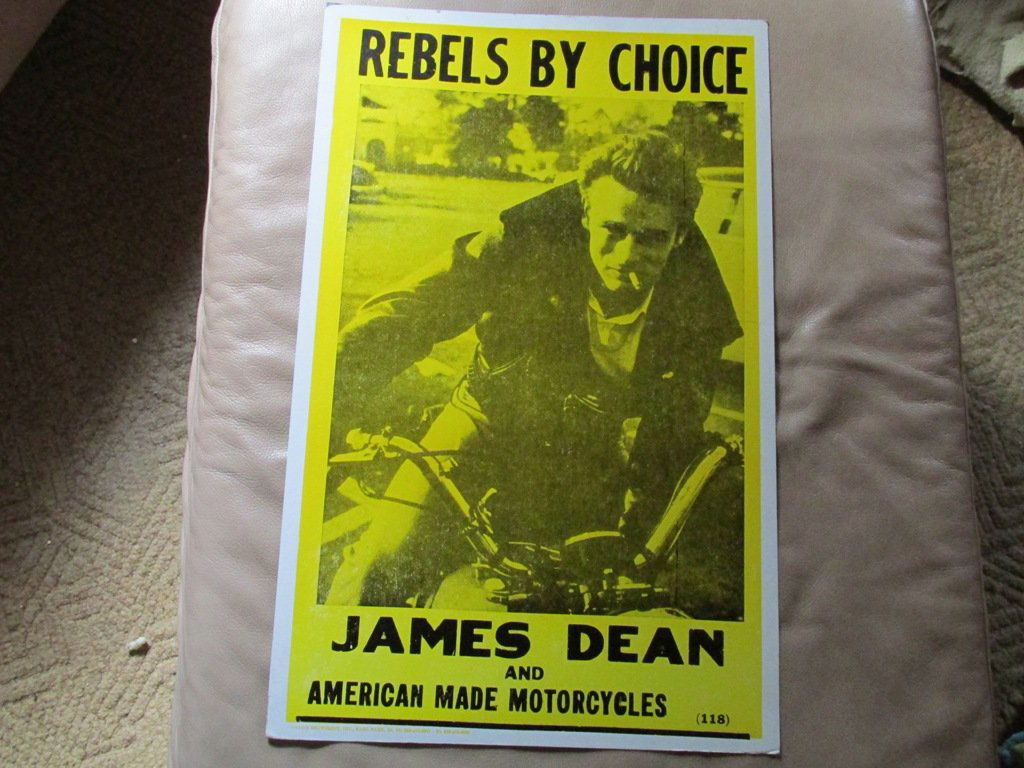 REBELS BY CHOICE
JAMES DEAN
AND
AMERICAN MADE MOTORCYCLES
(118)